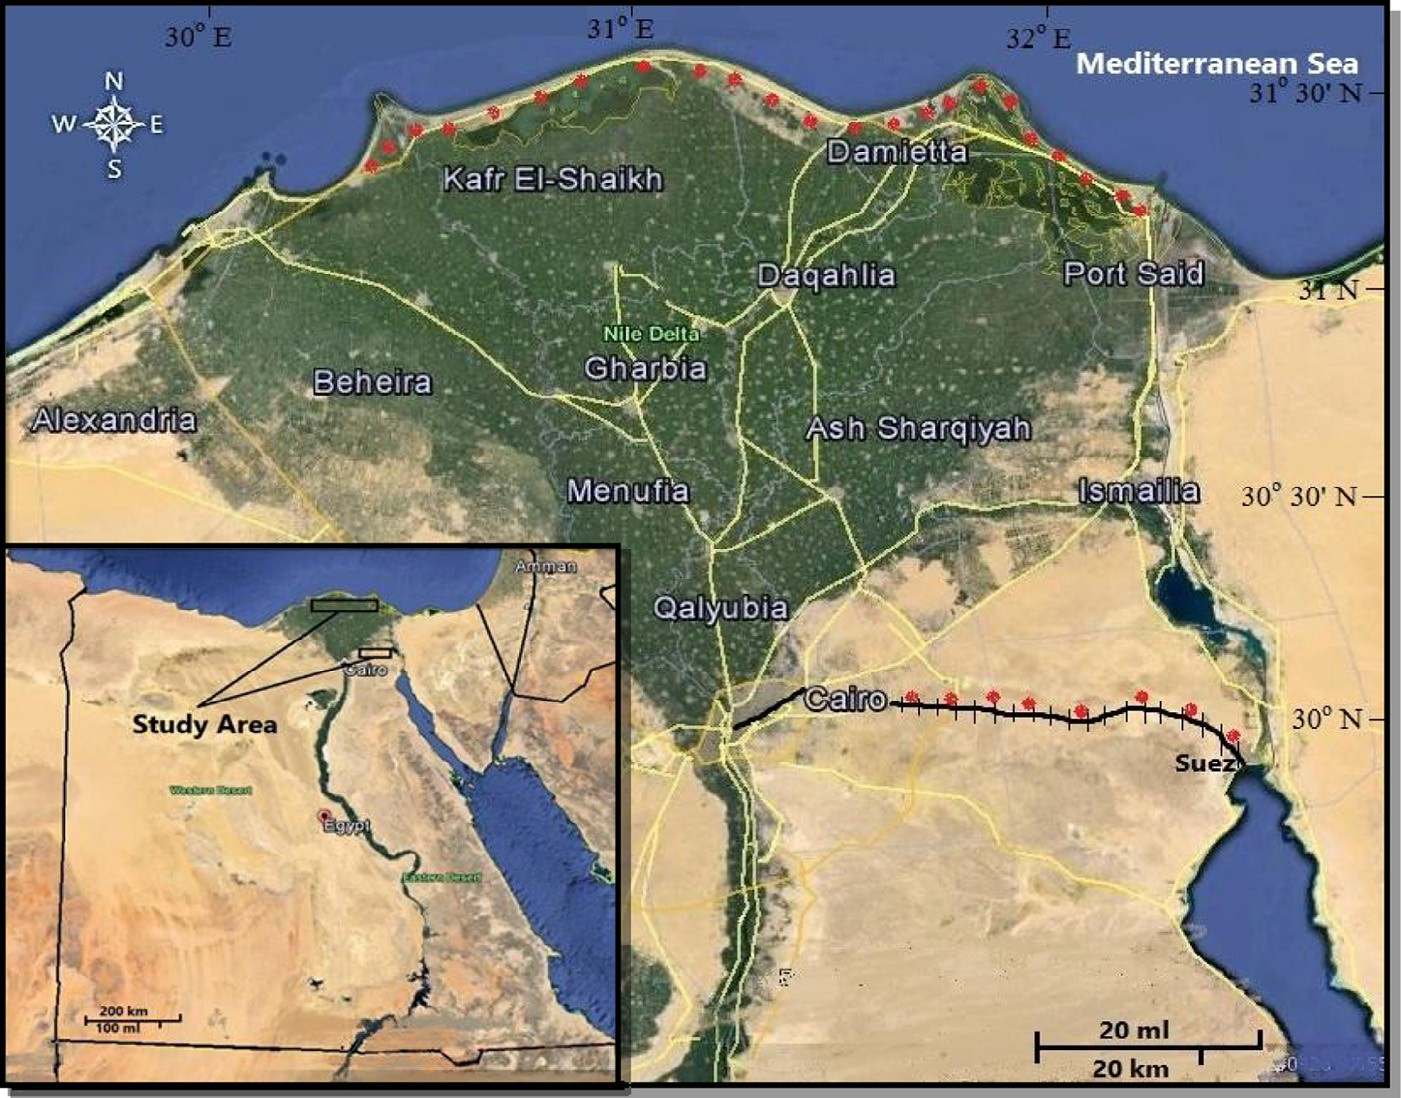 30° E
31° E
32° E
Mediterranean Sea
31° 30' N
N
W
E
S
Damietta
Kafr El-Shaikh
Daqahlia
Port Said
31 N
Nile Delta
Gharbia
Beheira
Alexandria
Ash Sharqiyah
Menufia
Ismailia
30° 30' N
Qalyubia
Cairo
30° N
Suez
20 ml
20 km
Amman
Cairo
Study Area
Western Desert
Egypt
Eastern Desert
200 km
100 ml